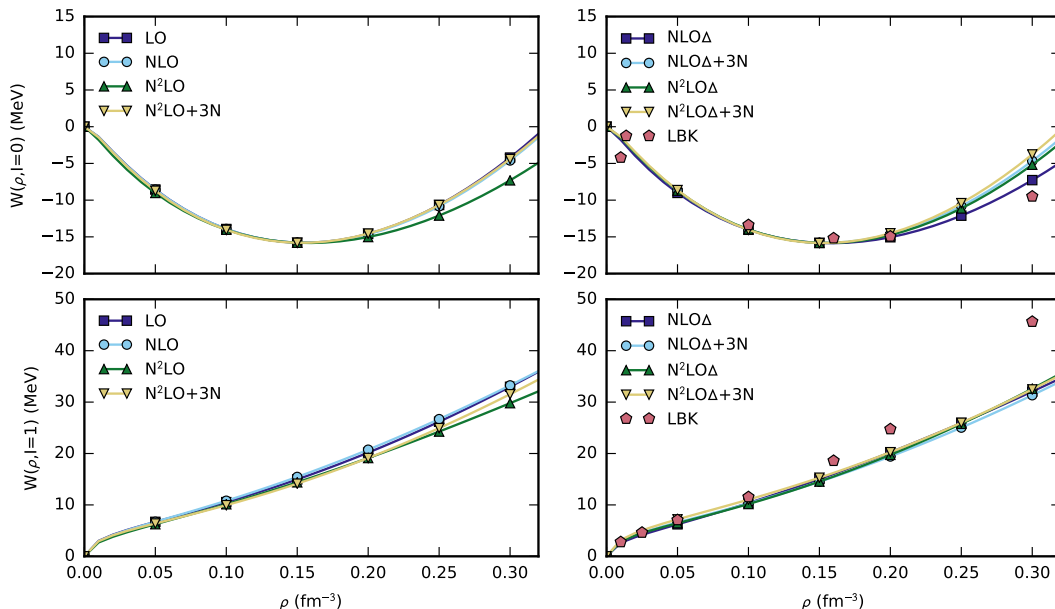 W(ρ,I=0) (MeV)
15
10
5
0
−5
−10
−15
−20
LO
NLO
N²LO
N²LO+3N
15
10
5
0
−5
−10
−15
−20
NLOΔ
NLOΔ+3N
N²LOΔ
N²LOΔ+3N
LBK
W(ρ,I=1) (MeV)
50
40
30
20
10
0
LO
NLO
N²LO
N²LO+3N
0.00 0.05 0.10 0.15 0.20 0.25 0.30
ρ (fm⁻³)
50
40
30
20
10
0
NLOΔ
NLOΔ+3N
N²LOΔ
N²LOΔ+3N
LBK
0.00 0.05 0.10 0.15 0.20 0.25 0.30
ρ (fm⁻³)